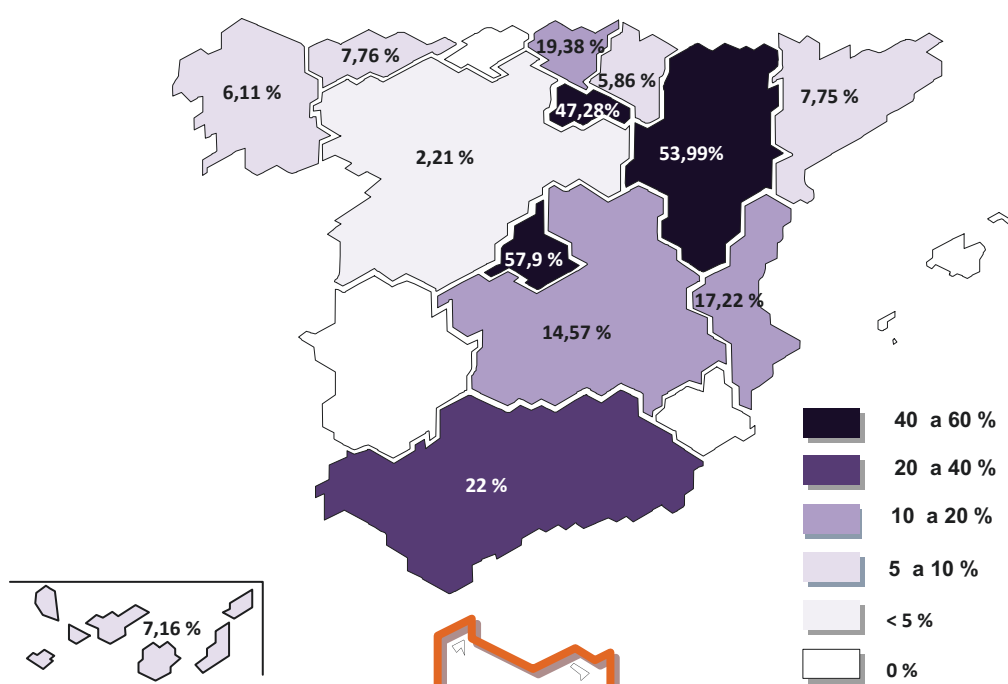 19,38 %
7,76 %
5,86 %
6,11 %
7,75 %
47,28%
2,21 %
53,99%
57,9 %
17,22 %
14,57 %
22 %
7,16 %
40 a 60 %
20 a 40 %
10 a 20 %
5 a 10 %
< 5 %
0 %